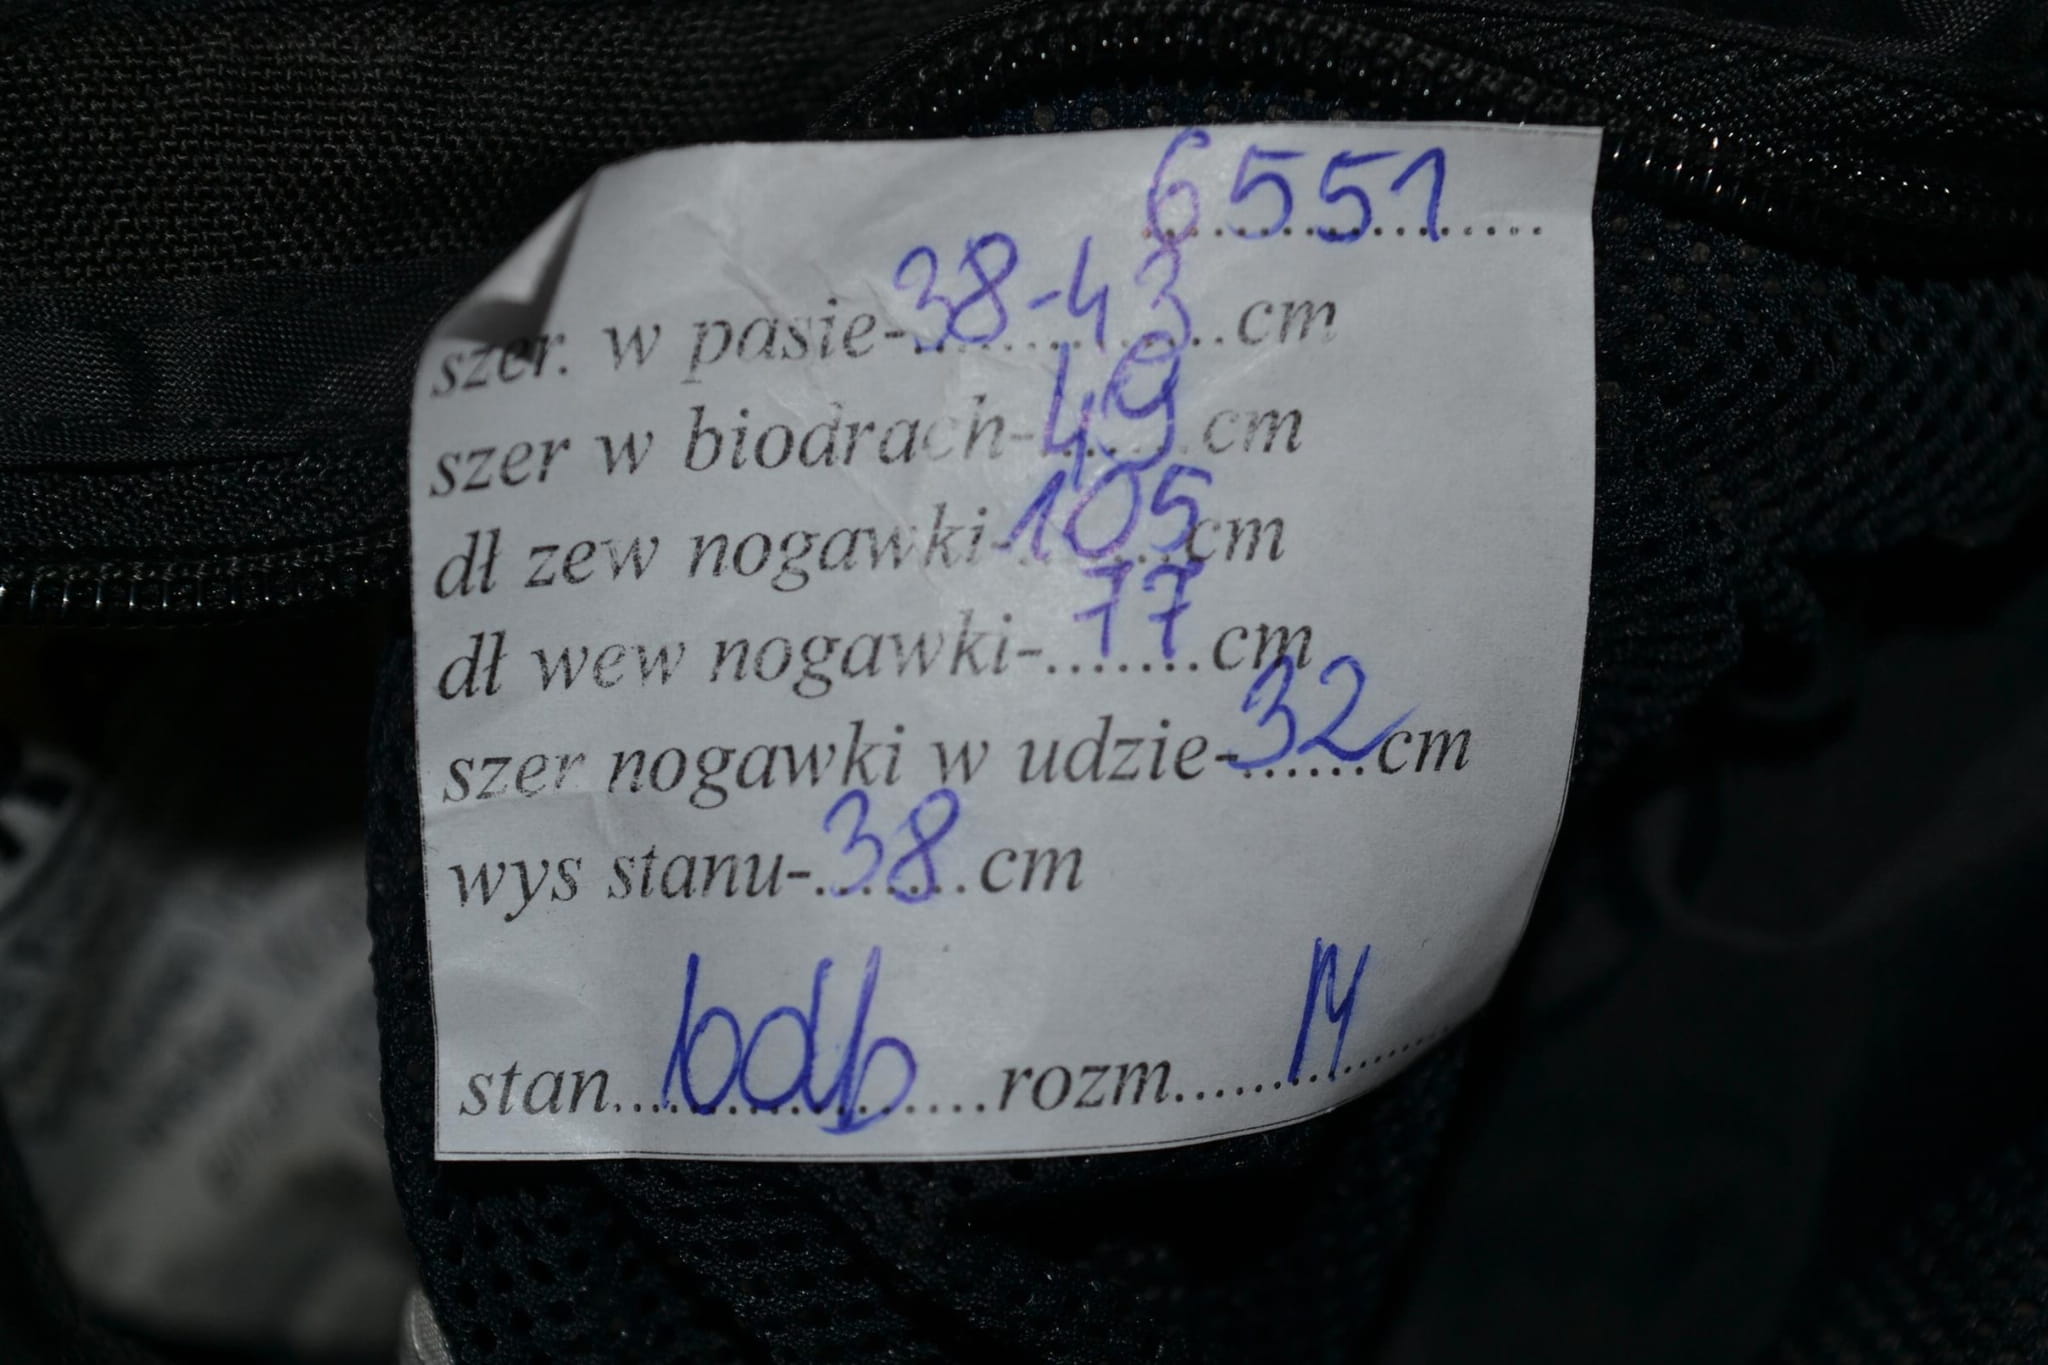 6551
szer. w pasie-38-43 cm
szer w biodrach-49 cm
dł zew nogawki-105 cm
dł wew nogawki-77 cm
szer nogawki w udzie-32 cm
wys stanu-38 cm
stan bdb rozm M